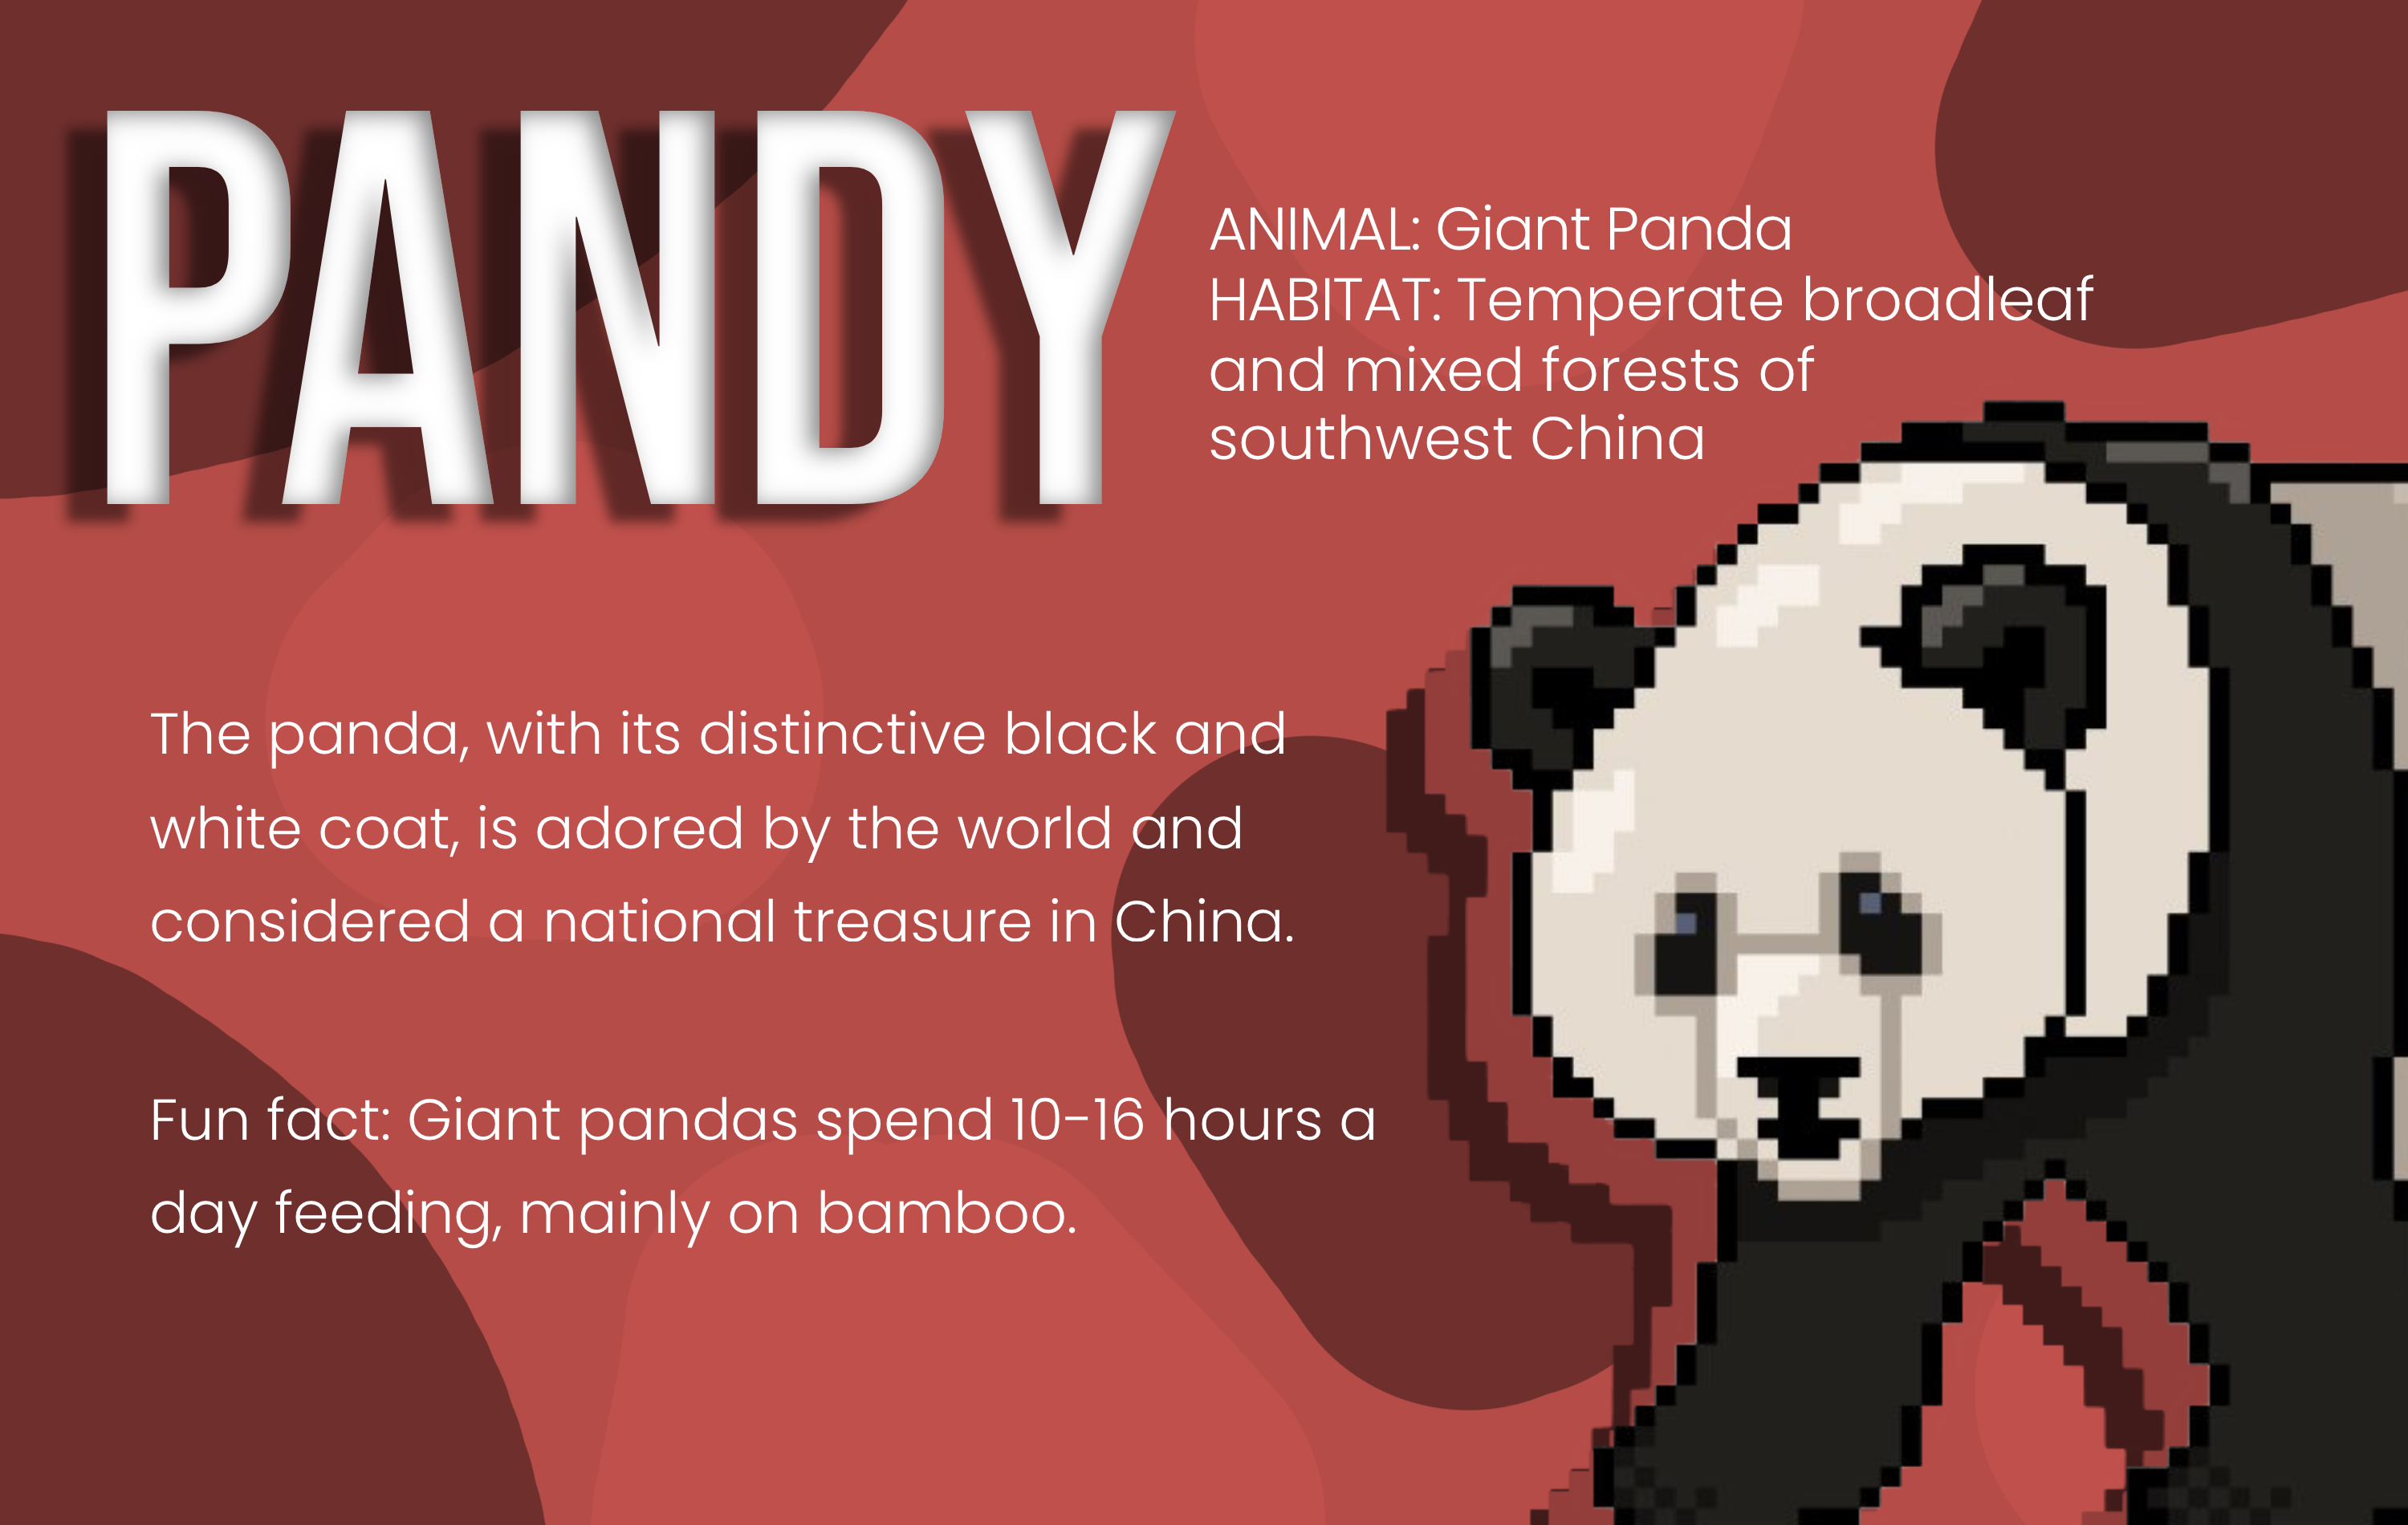 PANDY
ANIMAL: Giant Panda
HABITAT: Temperate broadleaf
and mixed forests of
southwest China
The panda, with its distinctive black and
white coat, is adored by the world and
considered a national treasure in China.
Fun fact: Giant pandas spend 10-16 hours a
day feeding, mainly on bamboo.